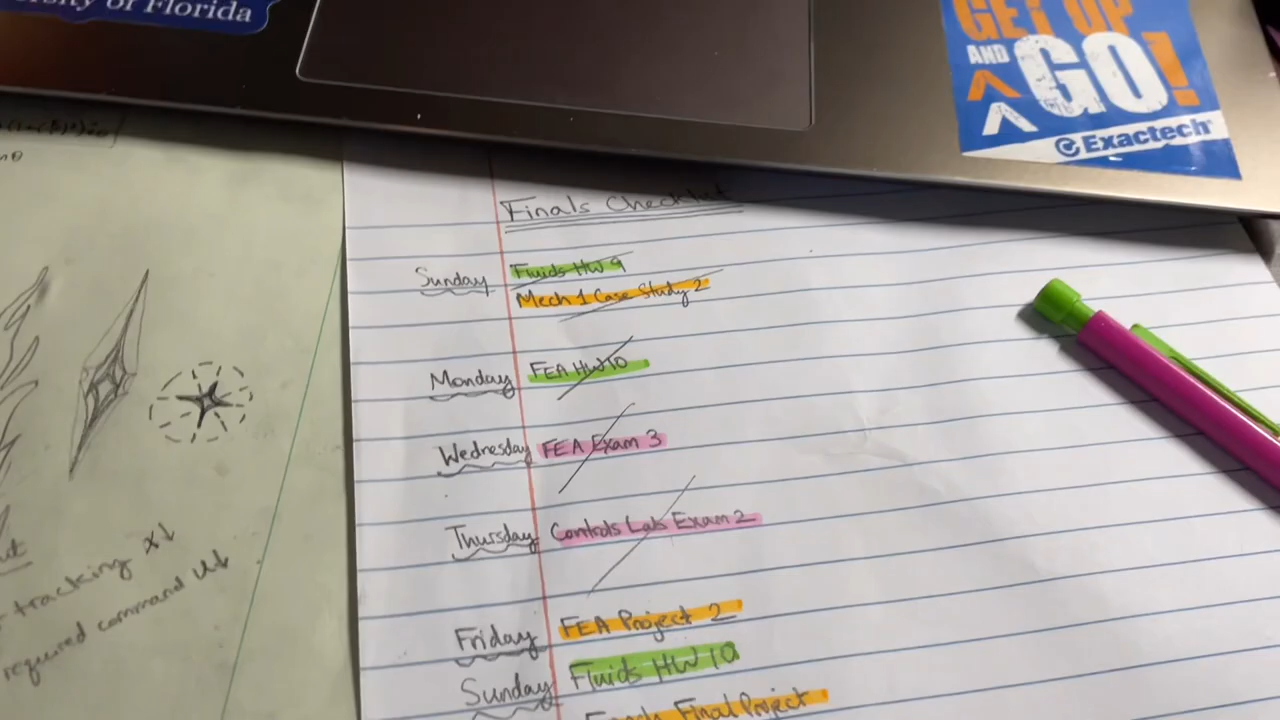 University of Florida
GET UP
AND GO!
Exactech
Finals Checklist
Sunday Fluids HW 9
Mech 1 Case Study 2
Monday FEA HW 10
Wednesday FEA Exam 3
Thursday Controls Lab Exam 2
Friday FEA Project 2
Sunday Fluids HW 10
Final Project
tracking x↓
required command u↓